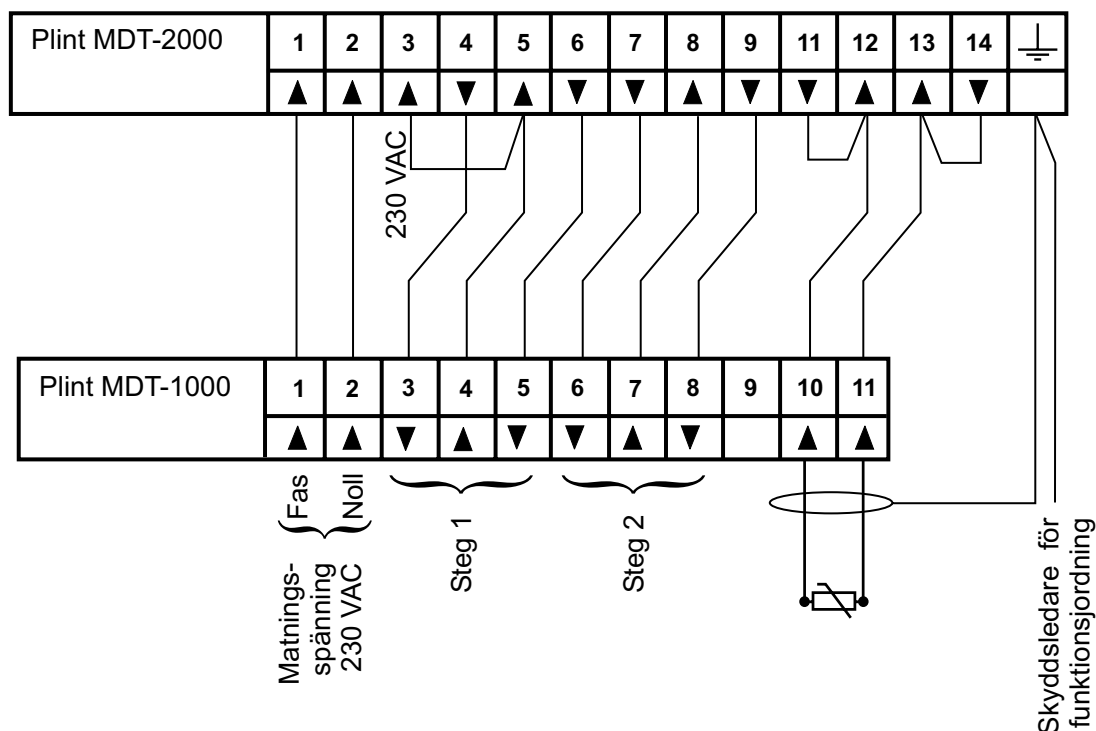 Plint MDT-2000 1 2 3 4 5 6 7 8 9 11 12 13 14
230 VAC
Plint MDT-1000 1 2 3 4 5 6 7 8 9 10 11
Fas
Noll
Matnings-
spänning
230 VAC
Steg 1
Steg 2
Skyddsledare för
funktionsjordning